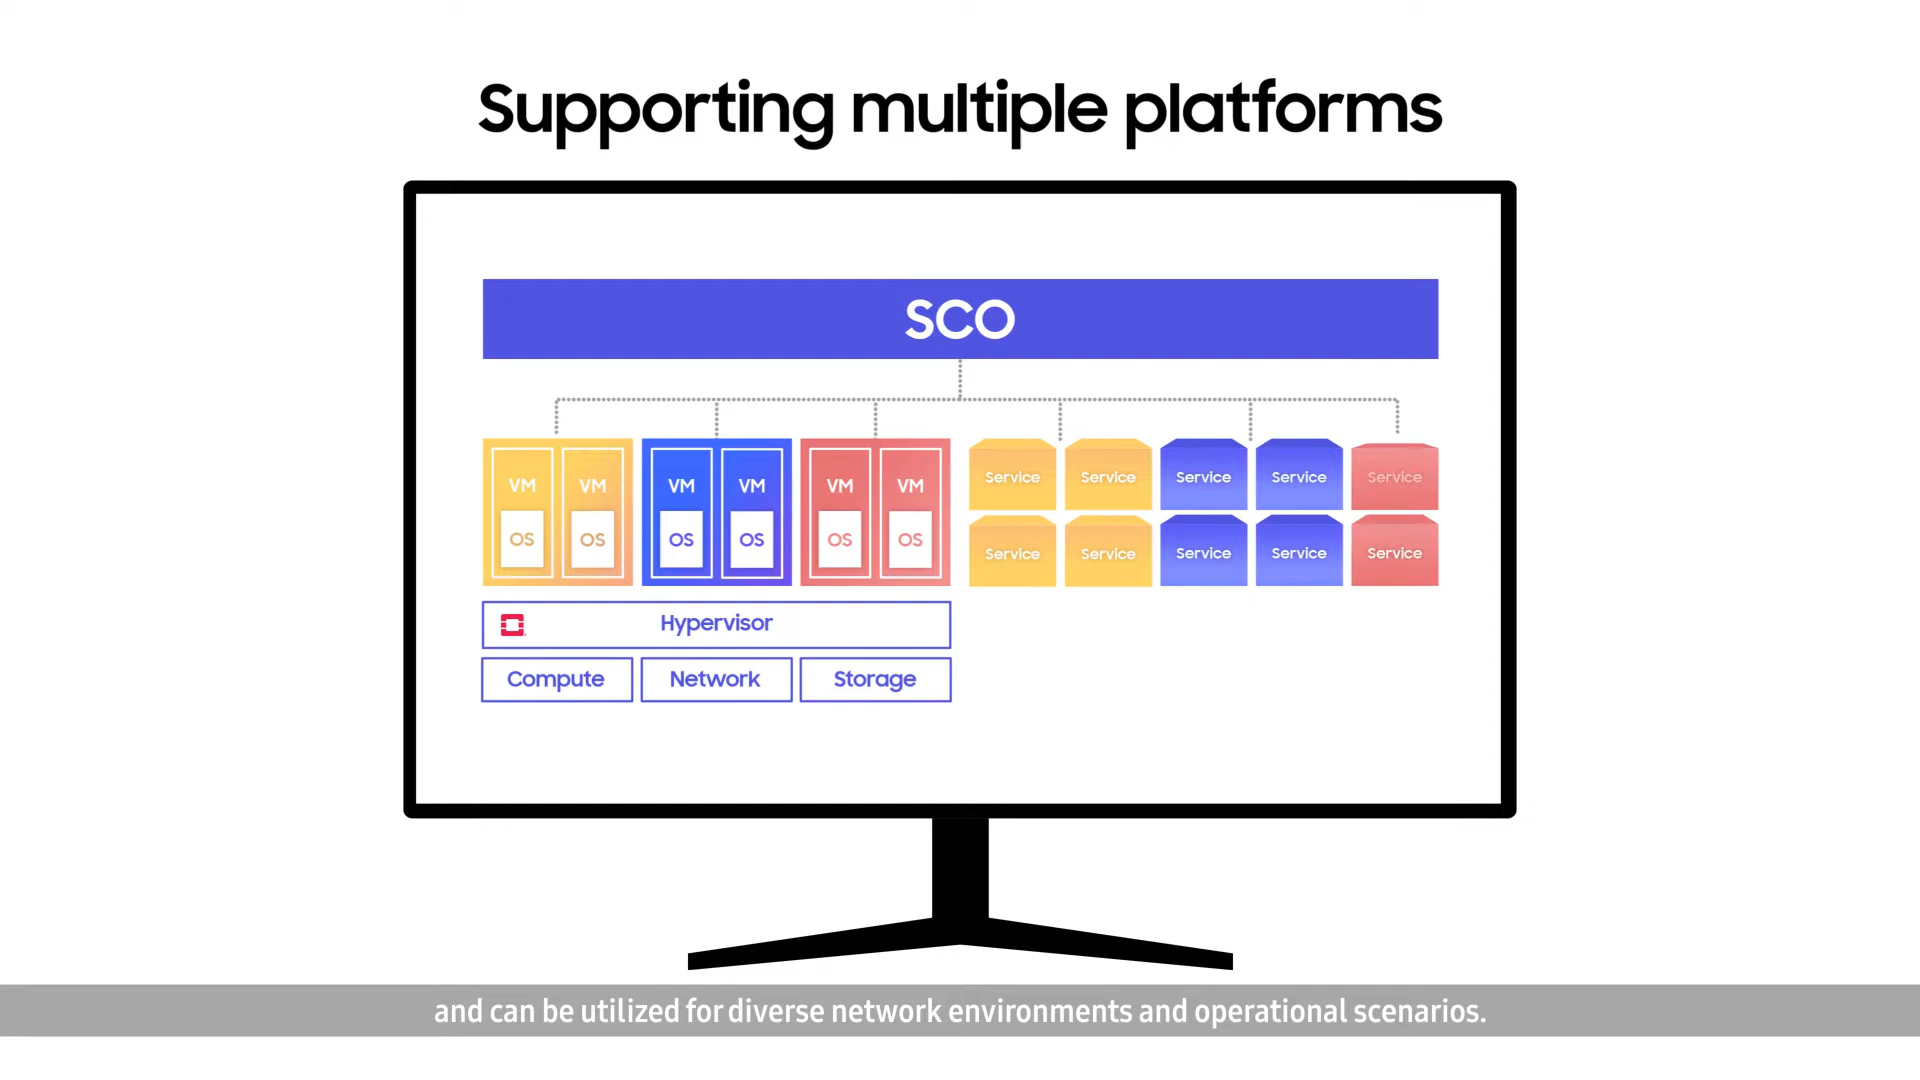 Supporting multiple platforms
SCO
VM VM VM VM VM VM
OS OS OS OS OS OS
Service Service Service Service Service
Service Service Service Service Service
Hypervisor
Compute Network Storage
and can be utilized for diverse network environments and operational scenarios.